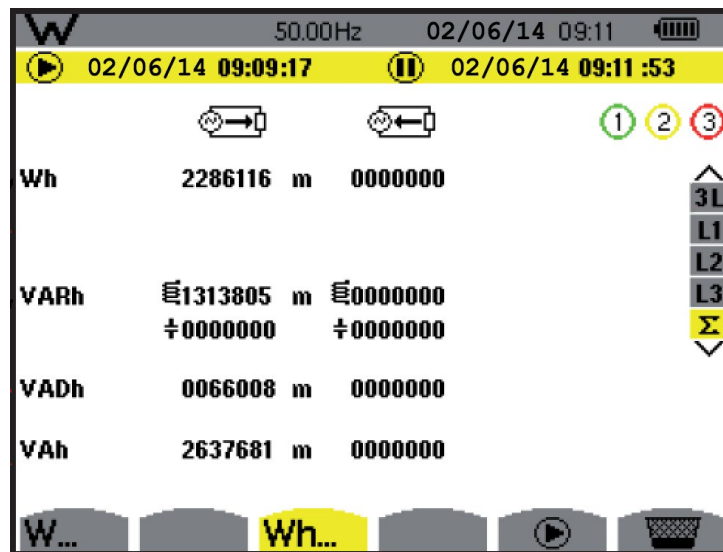 W 50.00Hz 02/06/14 09:11
02/06/14 09:09:17 02/06/14 09:11 :53
1 2 3
Wh 2286116 m 0000000
3L
L1
L2
VARh 1313805 m 0000000 L3
0000000 0000000 Σ
VADh 0066008 m 0000000
VAh 2637681 m 0000000
W... Wh...